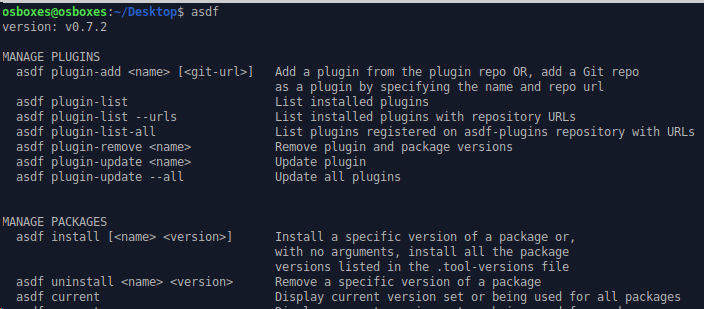 osboxes@osboxes:~/Desktop$ asdf
version: v0.7.2
MANAGE PLUGINS
asdf plugin-add <name> [<git-url>] Add a plugin from the plugin repo OR, add a Git repo
as a plugin by specifying the name and repo url
asdf plugin-list List installed plugins
asdf plugin-list --urls List installed plugins with repository URLs
asdf plugin-list-all List plugins registered on asdf-plugins repository with URLs
asdf plugin-remove <name> Remove plugin and package versions
asdf plugin-update <name> Update plugin
asdf plugin-update --all Update all plugins
MANAGE PACKAGES
asdf install [<name> <version>] Install a specific version of a package or,
with no arguments, install all the package
versions listed in the .tool-versions file
asdf uninstall <name> <version> Remove a specific version of a package
asdf current Display current version set or being used for all packages